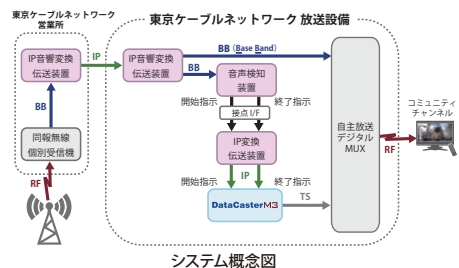 東京ケーブルネットワーク
営業所
東京ケーブルネットワーク 放送設備
IP音響変換
伝送装置
IP
IP音響変換
伝送装置
BB（Base Band）
BB
音声検知
装置
BB
開始指示
終了指示
接点 I/F
同報無線
個別受信機
IP変換
伝送装置
自主放送
デジタル
MUX
コミュニティ
チャンネル
RF
RF
開始指示
IP
終了指示
DataCasterM3
TS
システム概念図